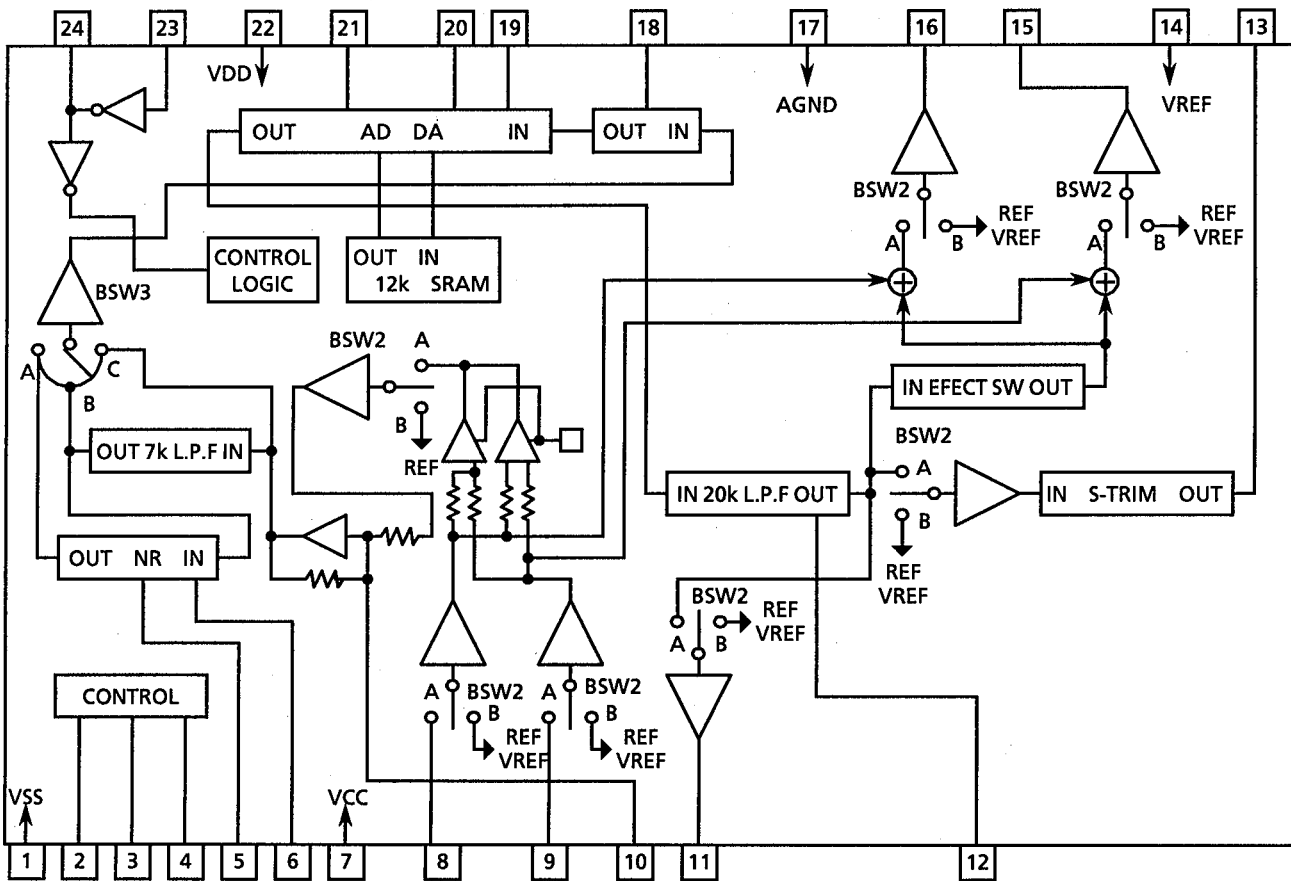 24 23 22 21 20 19 18 17 16 15 14 13
VDD
AGND
VREF
OUT AD DA IN
OUT IN
BSW2
BSW2
A B REF
VREF
A B REF
VREF
CONTROL
LOGIC
OUT IN
12k SRAM
BSW3
A B C
BSW2
A
B
REF
IN EFECT SW OUT
OUT 7k L.P.F IN
BSW2
A
B
REF
VREF
IN 20k L.P.F OUT
IN S-TRIM OUT
OUT NR IN
BSW2
A B REF
VREF
CONTROL
A BSW2
B
REF
VREF
A BSW2
B
REF
VREF
VSS
VCC
1 2 3 4 5 6 7 8 9 10 11 12